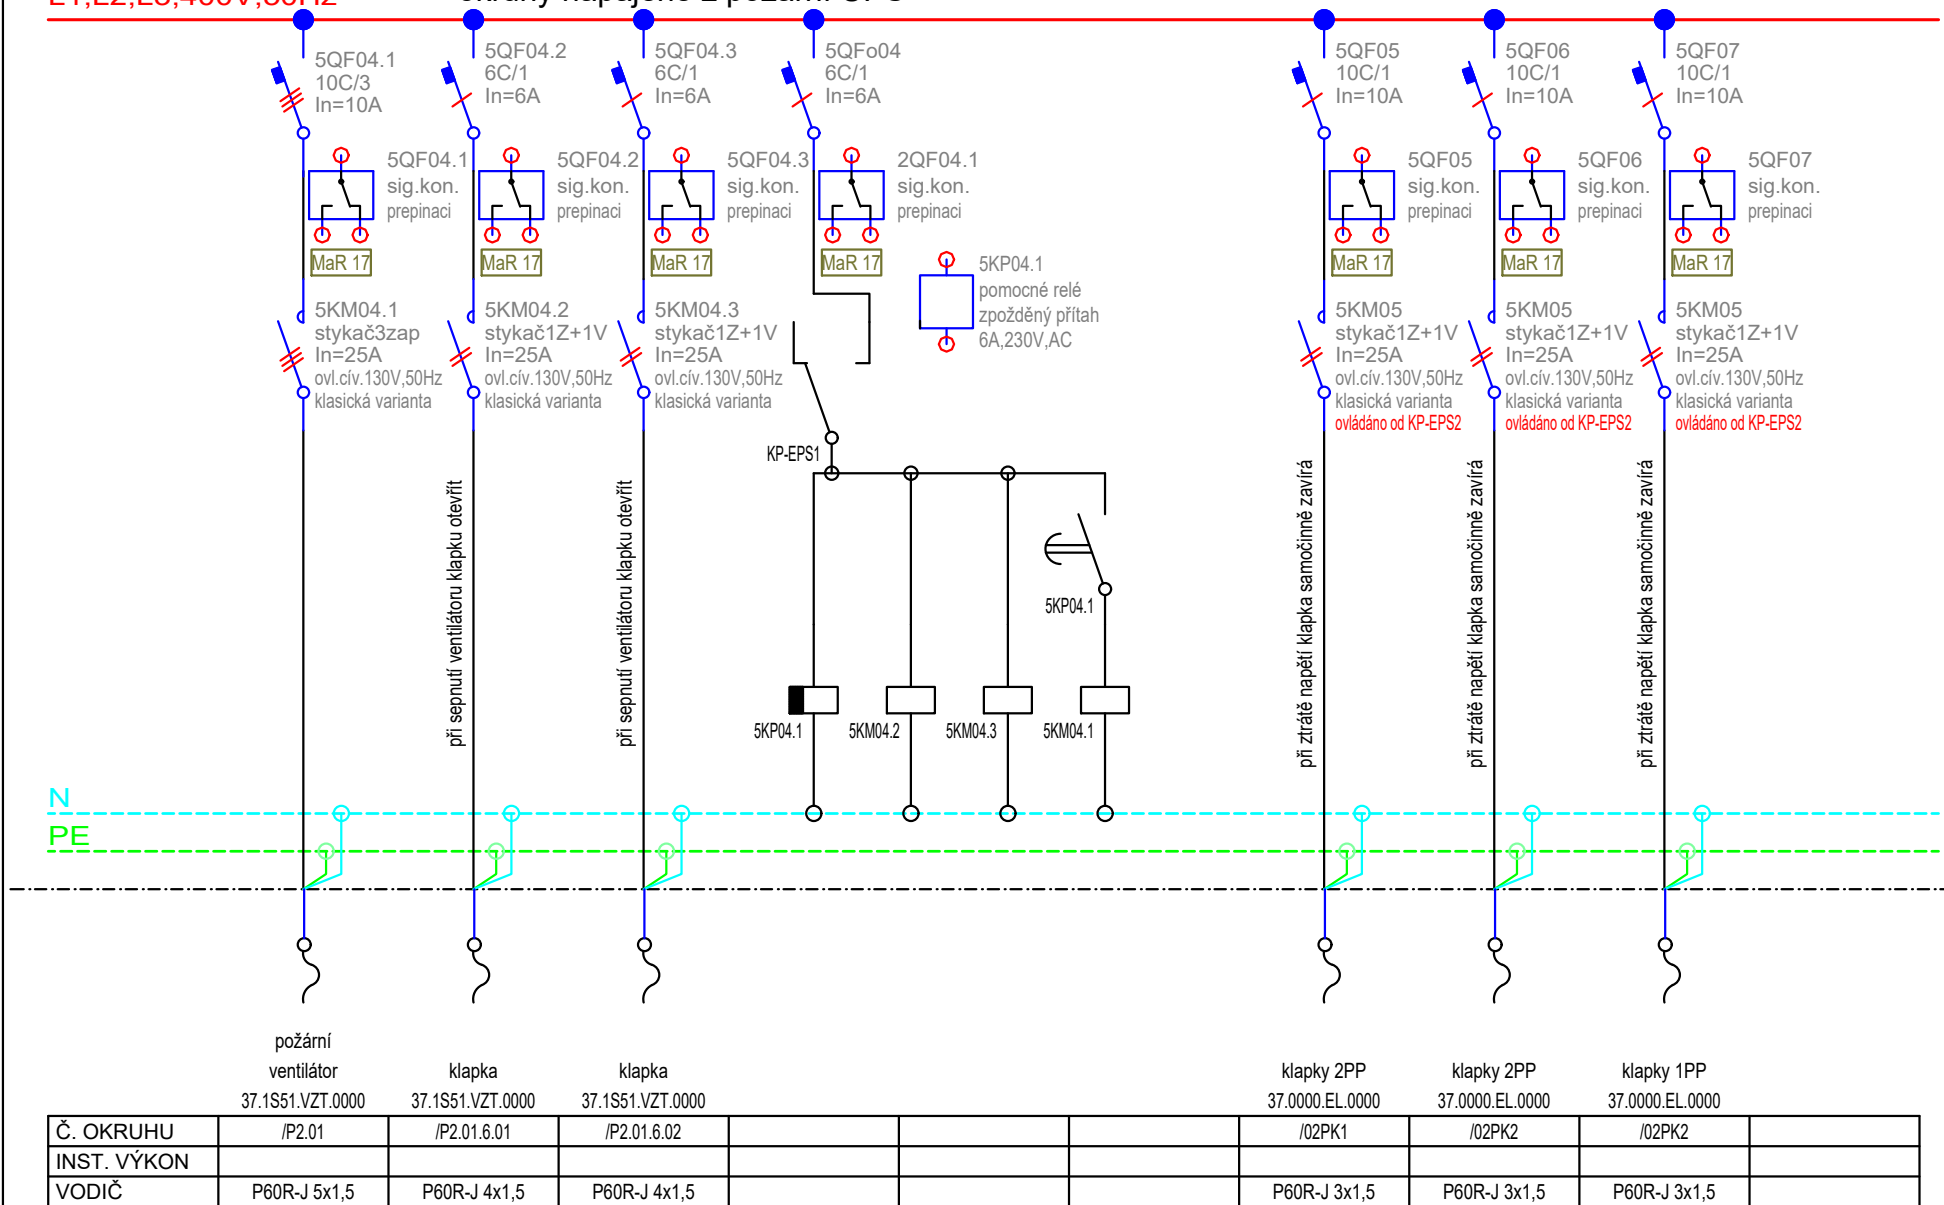 5QF04.1
10C/3
In=10A
5QF04.2
6C/1
In=6A
5QF04.3
6C/1
In=6A
5QFo04
6C/1
In=6A
5QF05
10C/1
In=10A
5QF06
10C/1
In=10A
5QF07
10C/1
In=10A
5QF04.1
sig.kon.
prepinaci
MaR 17
5QF04.2
sig.kon.
prepinaci
MaR 17
5QF04.3
sig.kon.
prepinaci
MaR 17
2QF04.1
sig.kon.
prepinaci
MaR 17
5QF05
sig.kon.
prepinaci
MaR 17
5QF06
sig.kon.
prepinaci
MaR 17
5QF07
sig.kon.
prepinaci
MaR 17
5KP04.1
pomocné relé
zpožděný přítah
6A,230V,AC
5KM04.1
stykač3zap
In=25A
ovl.cív.130V,50Hz
klasická varianta
5KM04.2
stykač1Z+1V
In=25A
ovl.cív.130V,50Hz
klasická varianta
5KM04.3
stykač1Z+1V
In=25A
ovl.cív.130V,50Hz
klasická varianta
5KM05
stykač1Z+1V
In=25A
ovl.cív.130V,50Hz
klasická varianta
ovládáno od KP-EPS2
5KM05
stykač1Z+1V
In=25A
ovl.cív.130V,50Hz
klasická varianta
ovládáno od KP-EPS2
5KM05
stykač1Z+1V
In=25A
ovl.cív.130V,50Hz
klasická varianta
ovládáno od KP-EPS2
KP-EPS1
při sepnutí ventilátoru klapku otevřít
při sepnutí ventilátoru klapku otevřít
5KP04.1
při ztrátě napětí klapka samočinně zavírá
při ztrátě napětí klapka samočinně zavírá
při ztrátě napětí klapka samočinně zavírá
5KP04.1
5KM04.2
5KM04.3
5KM04.1
N
PE
požární
ventilátor
37.1S51.VZT.0000
klapka
37.1S51.VZT.0000
klapka
37.1S51.VZT.0000
klapky 2PP
37.0000.EL.0000
klapky 2PP
37.0000.EL.0000
klapky 1PP
37.0000.EL.0000
Č. OKRUHU /P2.01 /P2.01.6.01 /P2.01.6.02 /02PK1 /02PK2 /02PK2
INST. VÝKON
VODIČ P60R-J 5x1,5 P60R-J 4x1,5 P60R-J 4x1,5 P60R-J 3x1,5 P60R-J 3x1,5 P60R-J 3x1,5